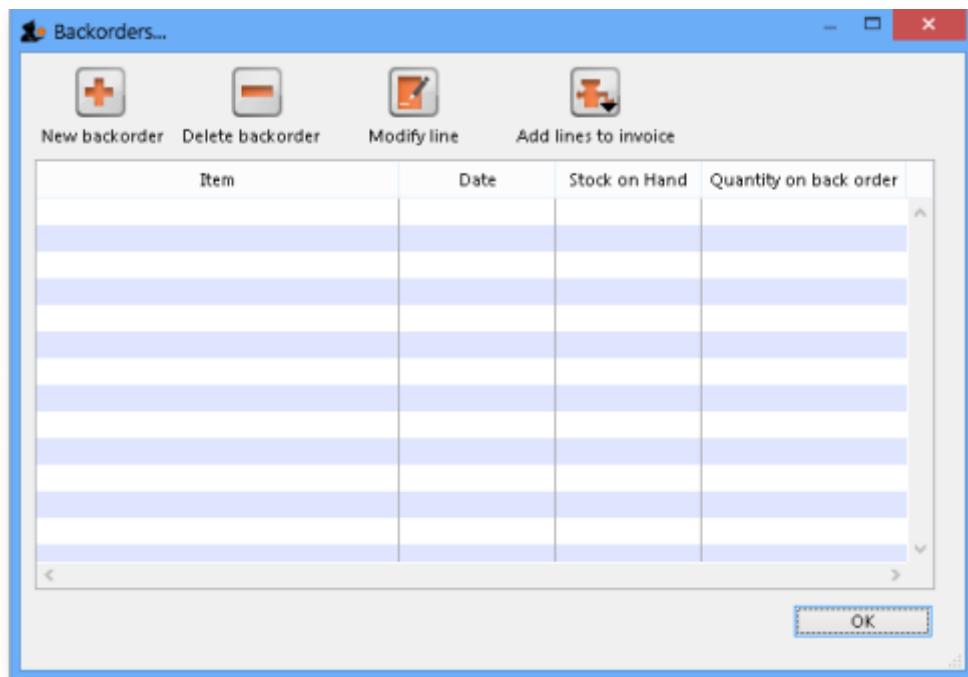 Backorders...
New backorder Delete backorder Modify line Add lines to invoice
Item Date Stock on Hand Quantity on back order
OK